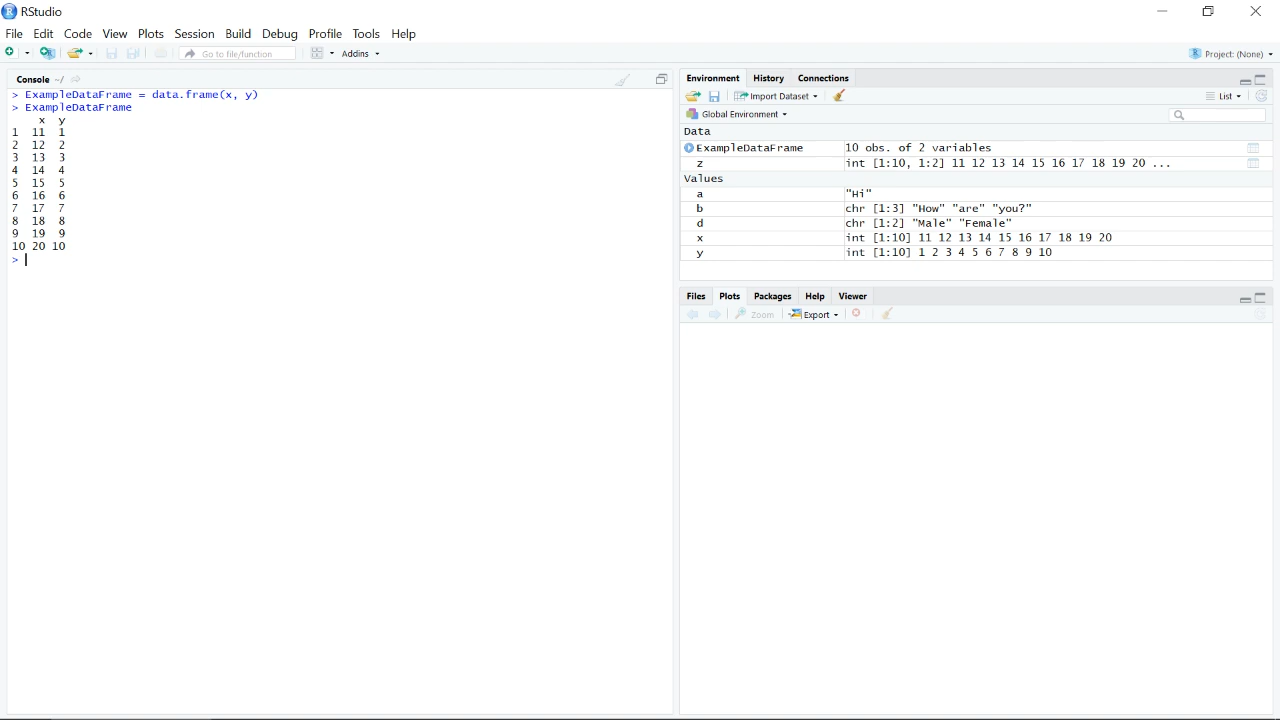 RStudio
File Edit Code View Plots Session Build Debug Profile Tools Help
Go to file/function Addins Project: (None)
Console ~/
> ExampleDataFrame = data.frame(x, y)
> ExampleDataFrame
x y
1 11 1
2 12 2
3 13 3
4 14 4
5 15 5
6 16 6
7 17 7
8 18 8
9 19 9
10 20 10
>
Environment History Connections
Import Dataset List
Global Environment
Data
ExampleDataFrame 10 obs. of 2 variables
z int [1:10, 1:2] 11 12 13 14 15 16 17 18 19 20 ...
Values
a "Hi"
b chr [1:3] "How" "are" "you?"
d chr [1:2] "Male" "Female"
x int [1:10] 11 12 13 14 15 16 17 18 19 20
y int [1:10] 1 2 3 4 5 6 7 8 9 10
Files Plots Packages Help Viewer
Zoom Export